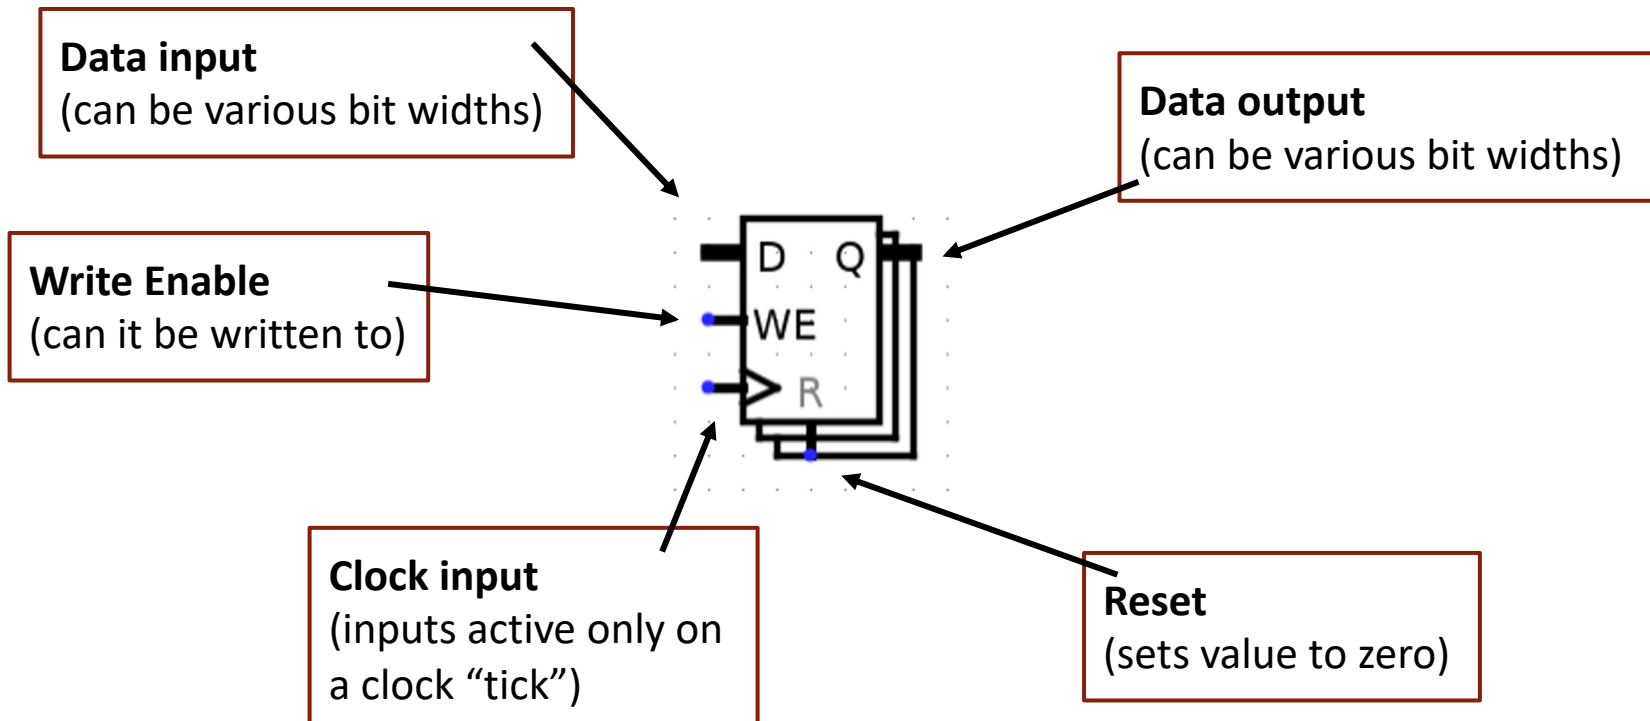 Data input
(can be various bit widths)
Data output
(can be various bit widths)
Write Enable
(can it be written to)
D
Q
WE
R
Clock input
(inputs active only on
a clock “tick”)
Reset
(sets value to zero)